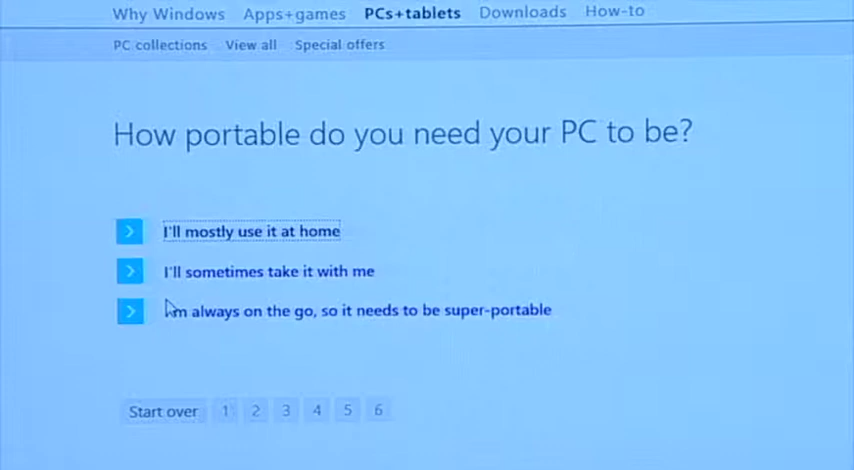 Why Windows Apps+games PCs+tablets Downloads How-to
PC collections View all Special offers
How portable do you need your PC to be?
I'll mostly use it at home
I'll sometimes take it with me
I'm always on the go, so it needs to be super-portable
Start over 1 2 3 4 5 6